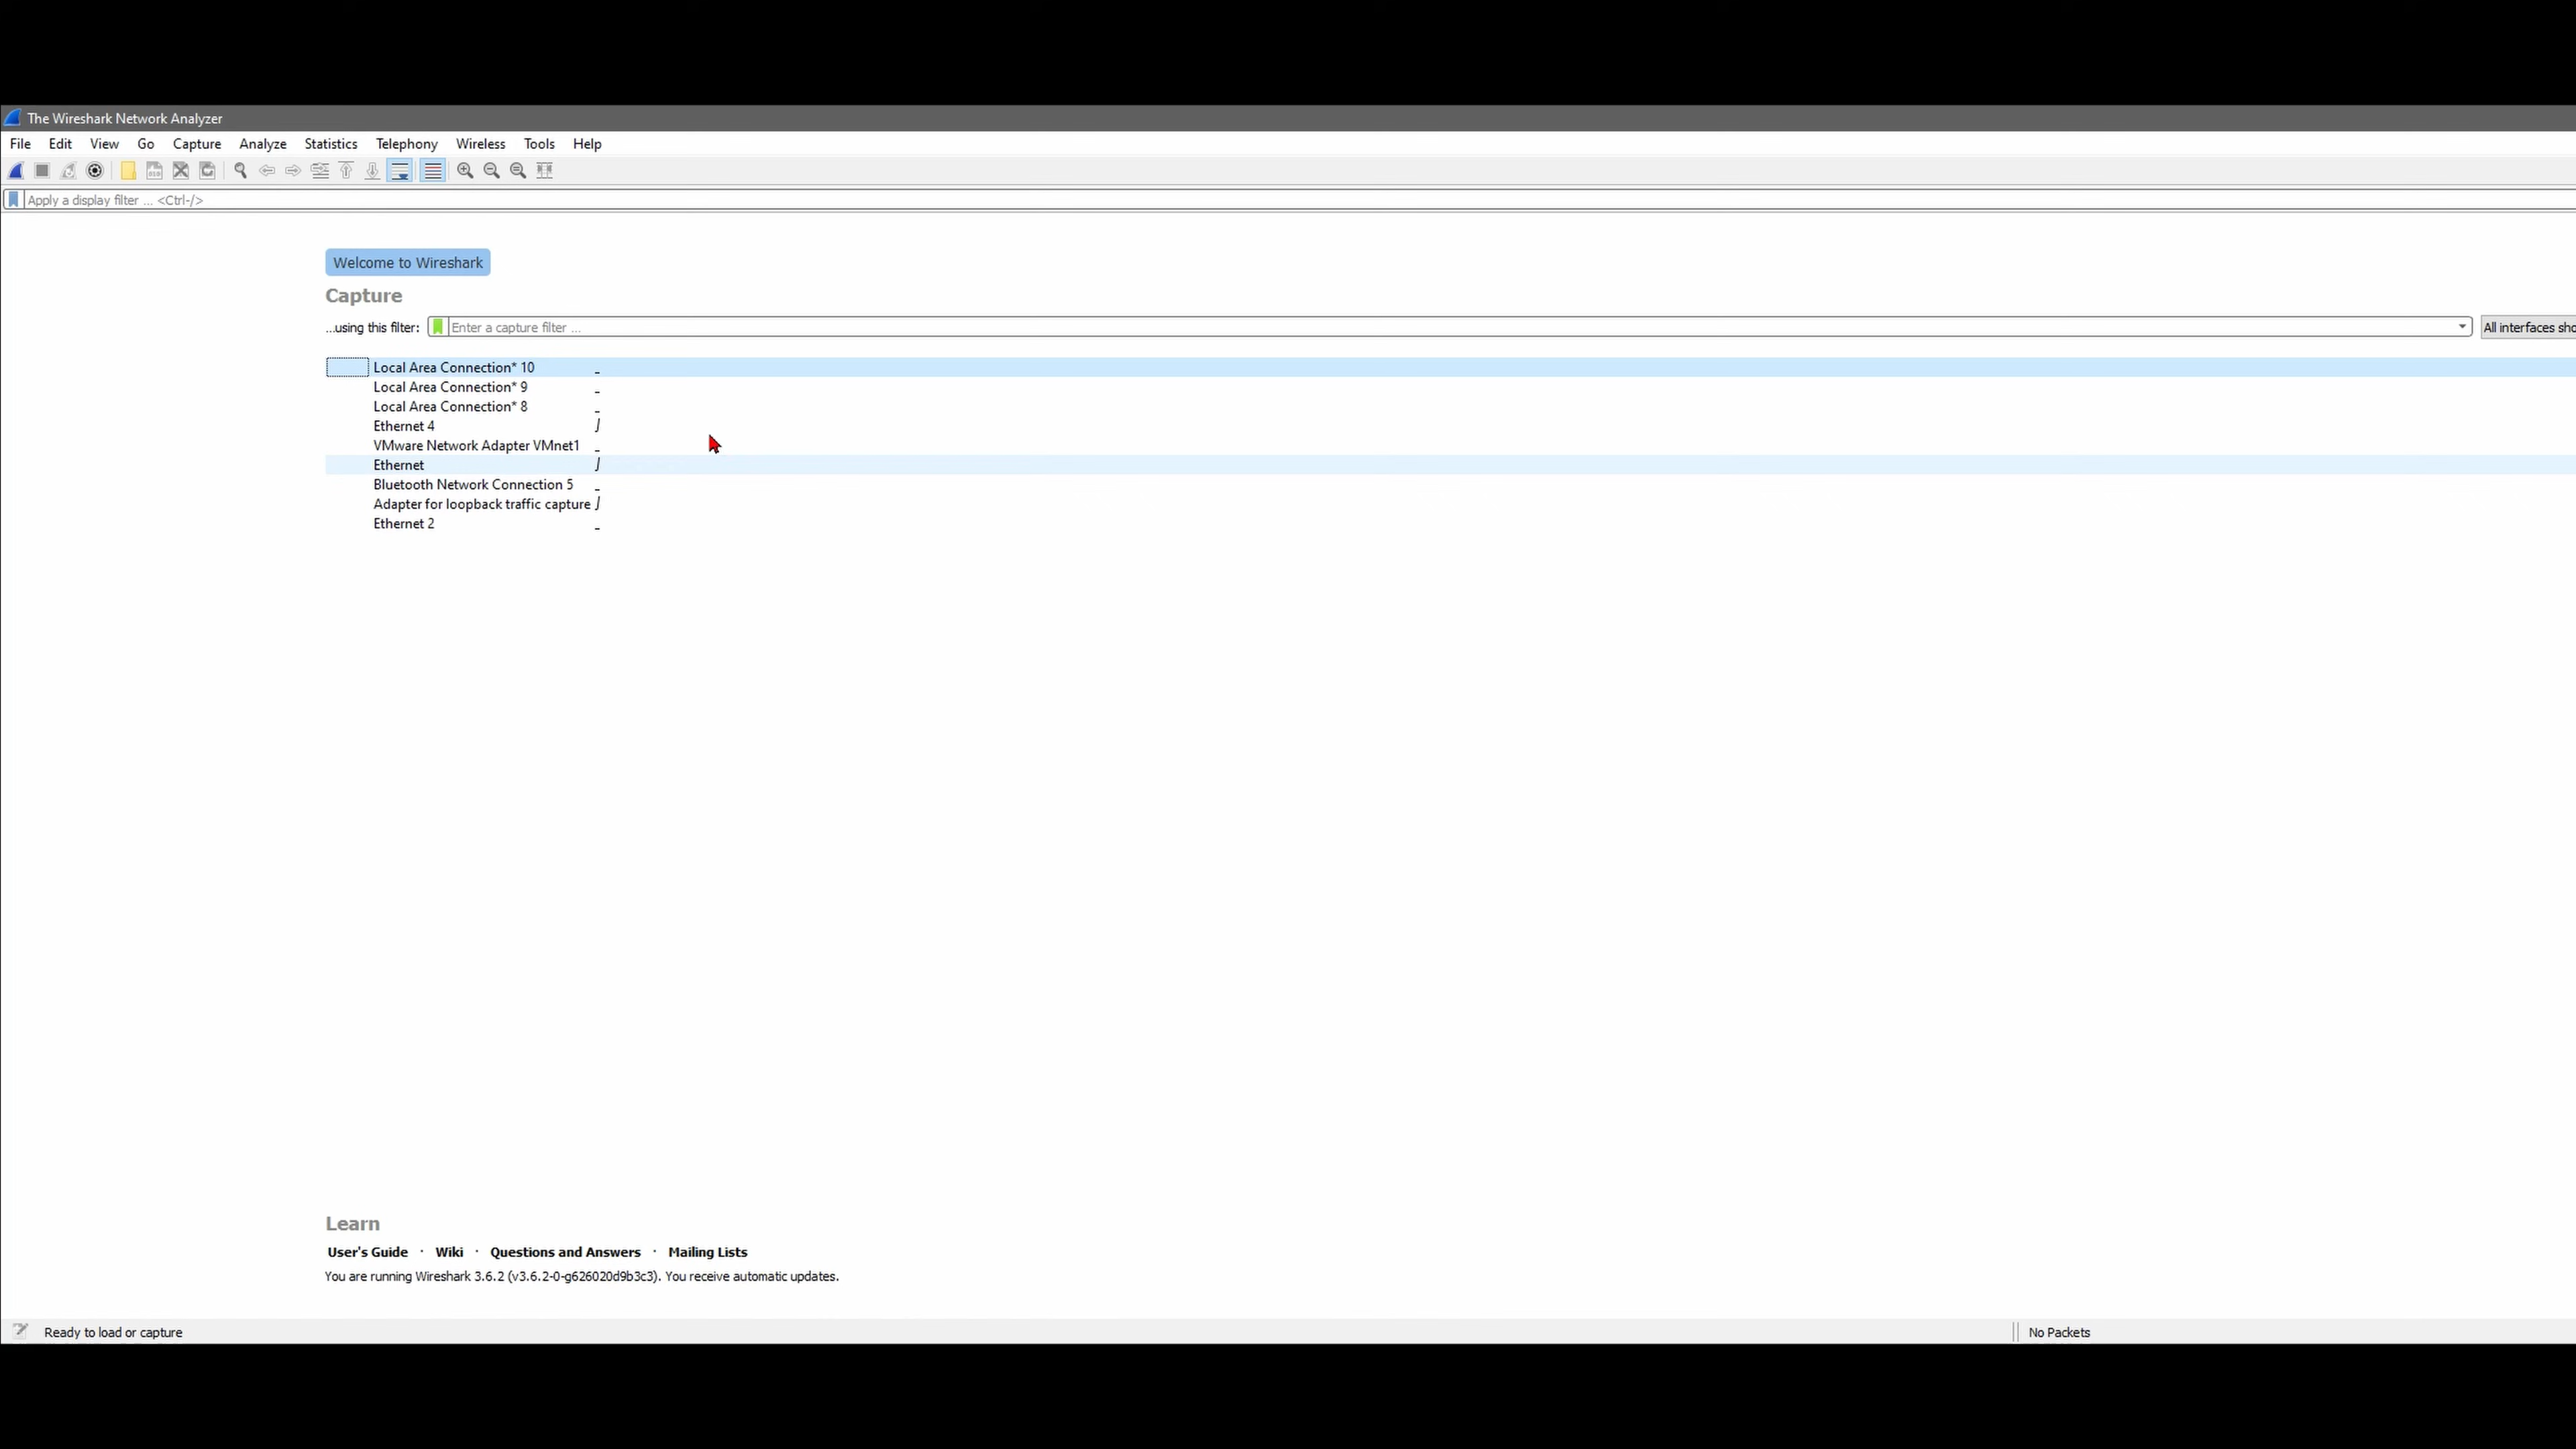 The Wireshark Network Analyzer
File Edit View Go Capture Analyze Statistics Telephony Wireless Tools Help
Apply a display filter ... <Ctrl-/>
Welcome to Wireshark
Capture
...using this filter: Enter a capture filter ... All interfaces sho
Local Area Connection* 10
Local Area Connection* 9
Local Area Connection* 8
Ethernet 4
VMware Network Adapter VMnet1
Ethernet
Bluetooth Network Connection 5
Adapter for loopback traffic capture
Ethernet 2
Learn
User's Guide · Wiki · Questions and Answers · Mailing Lists
You are running Wireshark 3.6.2 (v3.6.2-0-g626020d9b3c3). You receive automatic updates.
Ready to load or capture No Packets